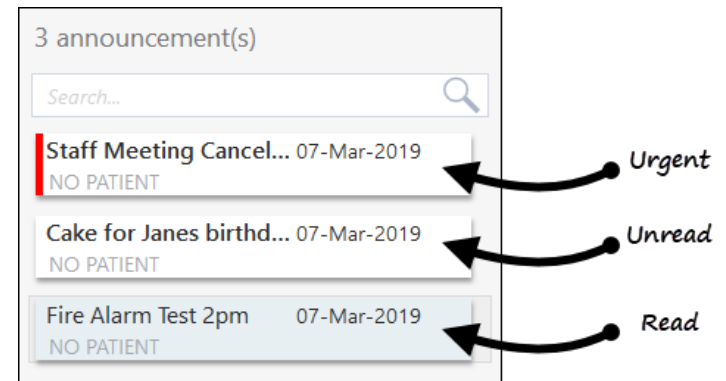 3 announcement(s)
Search...
Staff Meeting Cancel... 07-Mar-2019
NO PATIENT
Urgent
Cake for Janes birthd... 07-Mar-2019
NO PATIENT
Unread
Fire Alarm Test 2pm 07-Mar-2019
NO PATIENT
Read